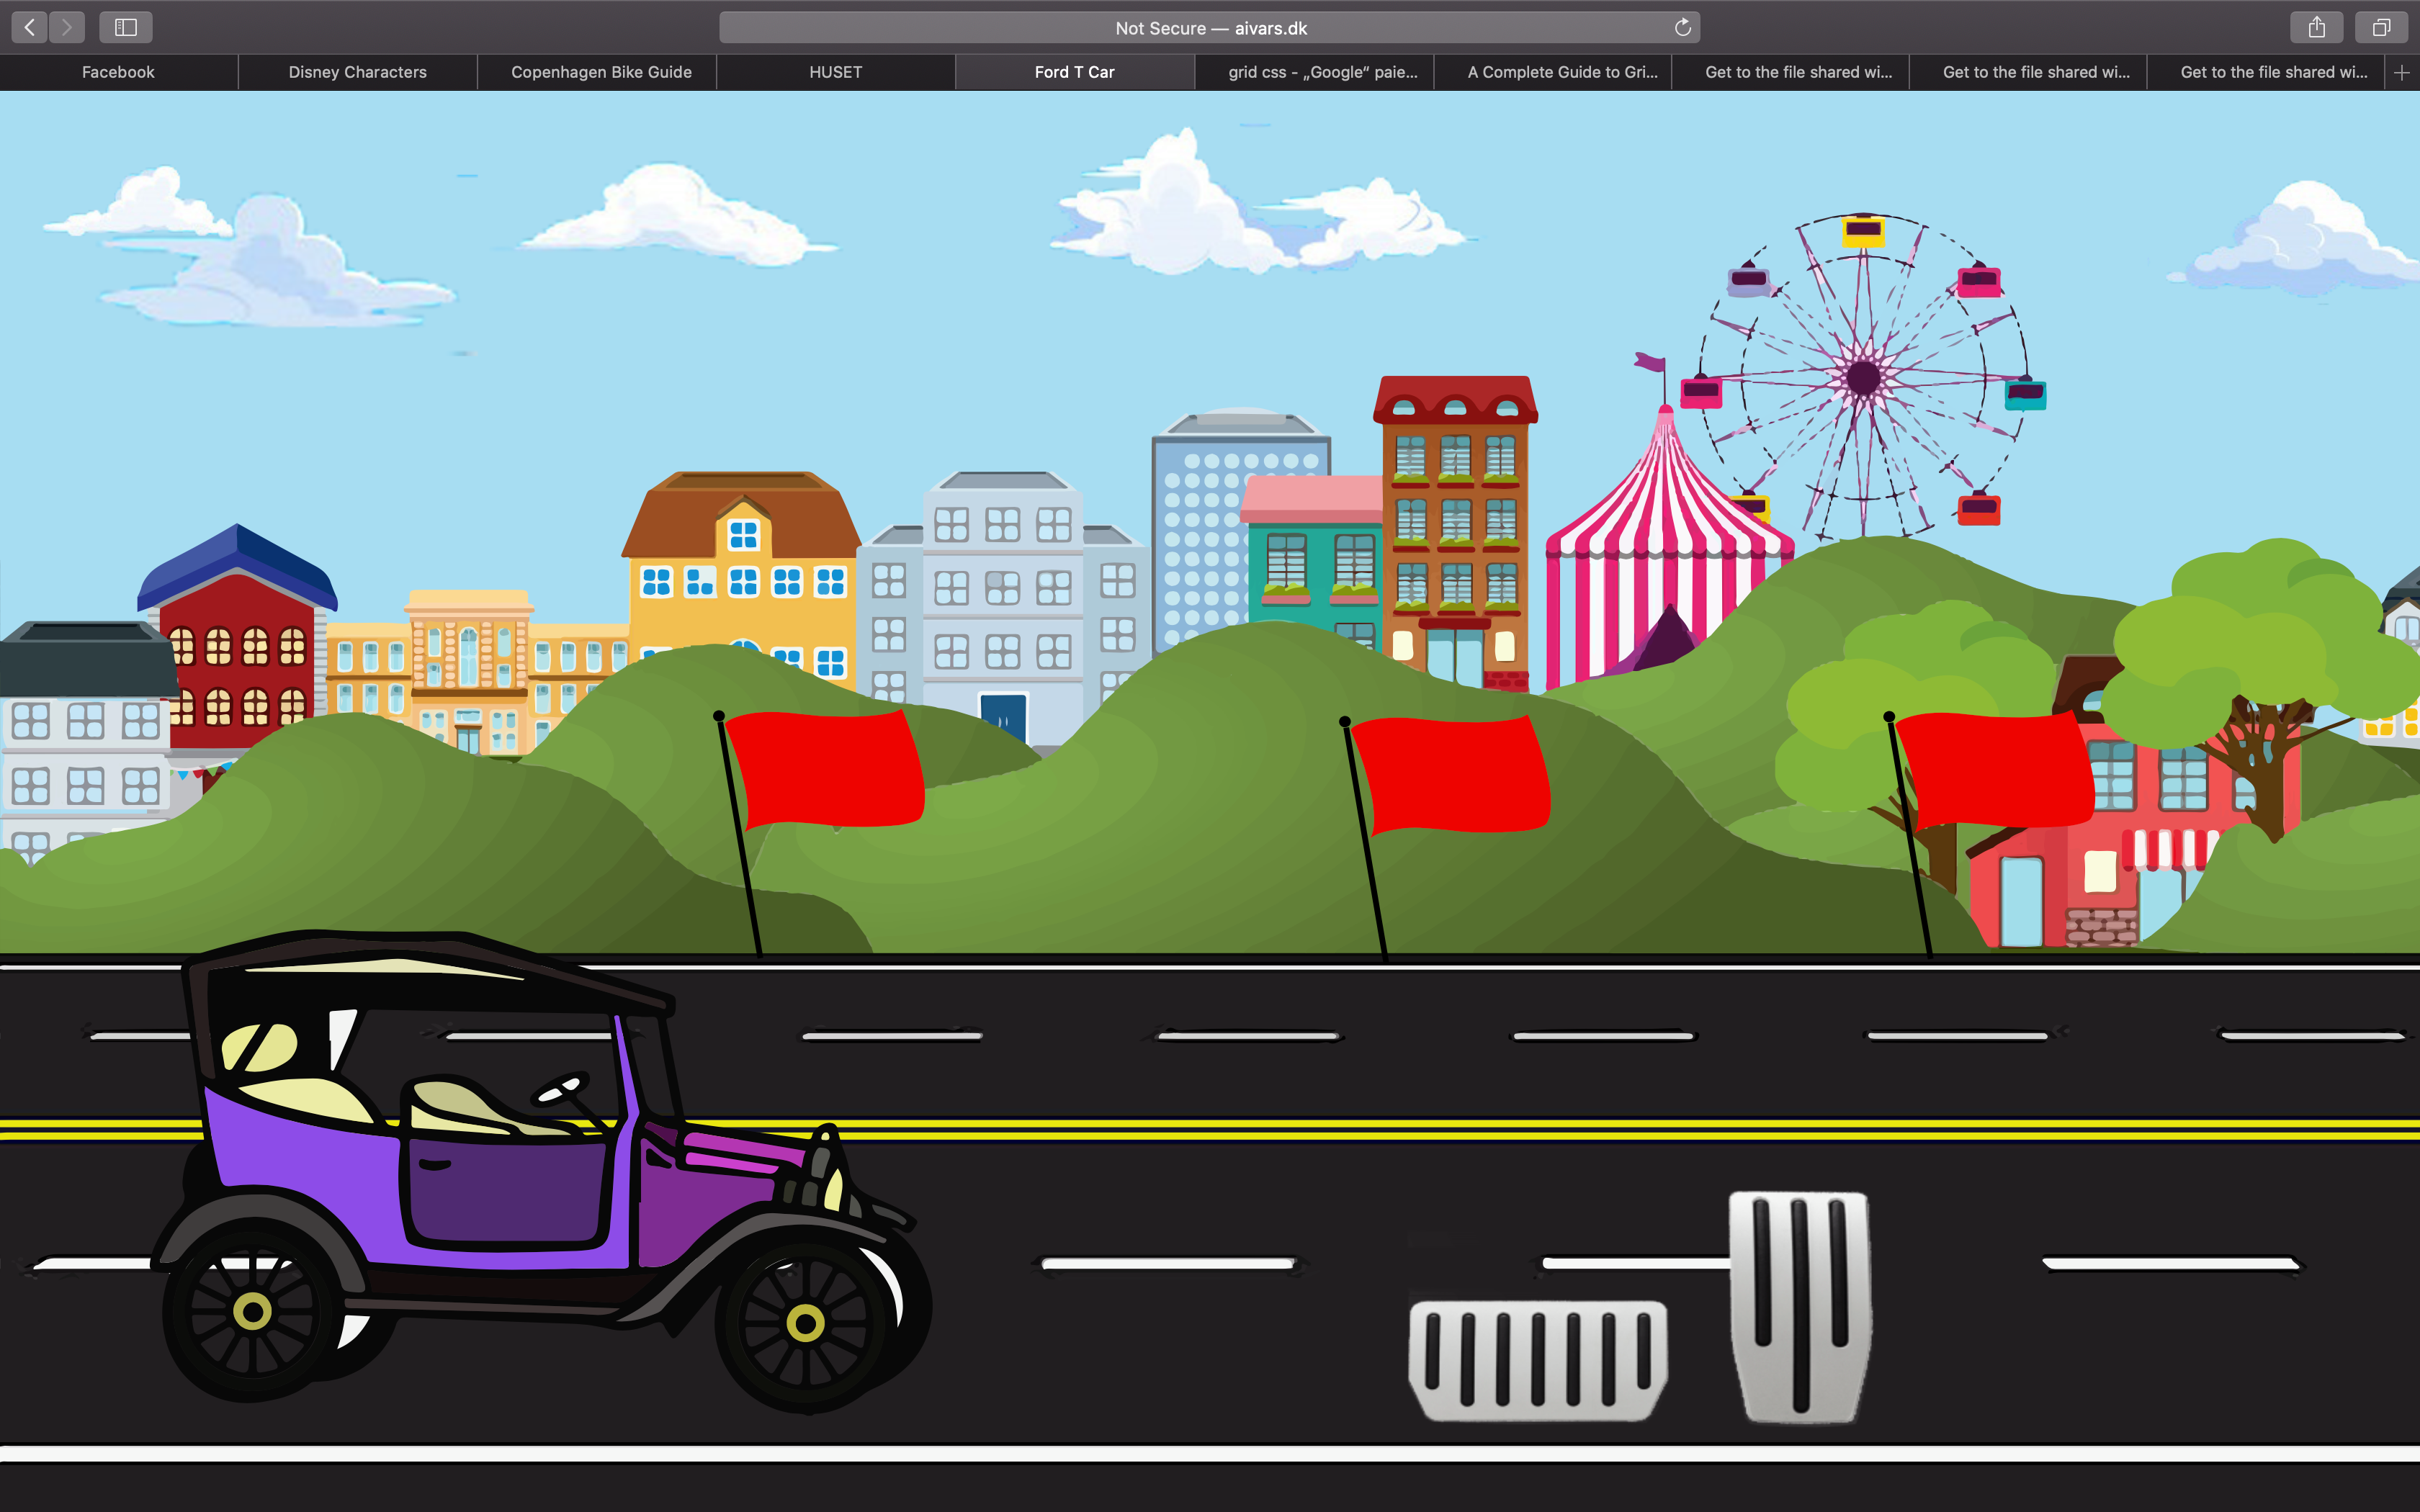 Not Secure — aivars.dk
Facebook
Disney Characters
Copenhagen Bike Guide
HUSET
Ford T Car
grid css - „Google“ paie...
A Complete Guide to Gri...
Get to the file shared wi...
Get to the file shared wi...
Get to the file shared wi...